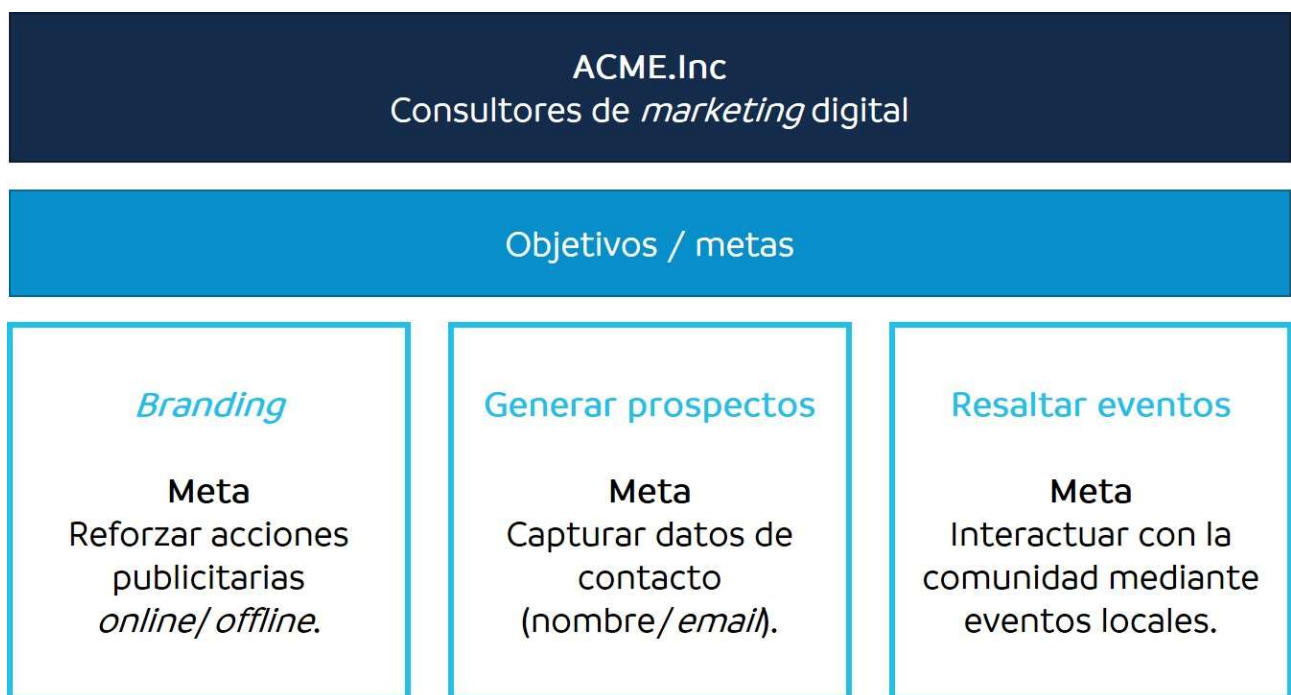 ACME.Inc
Consultores de marketing digital
Objetivos / metas
Branding
Meta
Reforzar acciones
publicitarias
online/offline.
Generar prospectos
Meta
Capturar datos de
contacto
(nombre/email).
Resaltar eventos
Meta
Interactuar con la
comunidad mediante
eventos locales.